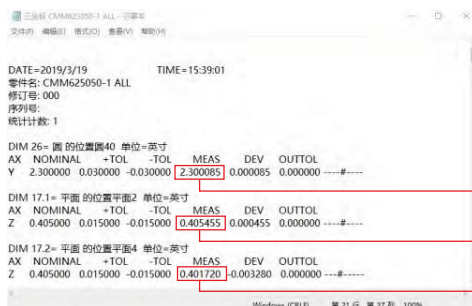 三坐标 CMM625050-1 ALL - 记事本
文件(F) 编辑(E) 格式(O) 查看(V) 帮助(H)
DATE=2019/3/19 TIME=15:39:01
零件名: CMM625050-1 ALL
修订号: 000
序列号:
统计计数: 1
DIM 26= 圆 的位置圆40 单位=英寸
AX NOMINAL +TOL -TOL MEAS DEV OUTTOL
Y 2.300000 0.030000 -0.030000 2.300085 0.000085 0.000000 ----#----
DIM 17.1= 平面 的位置平面2 单位=英寸
AX NOMINAL +TOL -TOL MEAS DEV OUTTOL
Z 0.405000 0.015000 -0.015000 0.405455 0.000455 0.000000 ----#----
DIM 17.2= 平面 的位置平面4 单位=英寸
AX NOMINAL +TOL -TOL MEAS DEV OUTTOL
Z 0.405000 0.015000 -0.015000 0.401720 -0.003280 0.000000 ---#-----
Windows (CRLF) 第 21 行, 第 37 列 100%